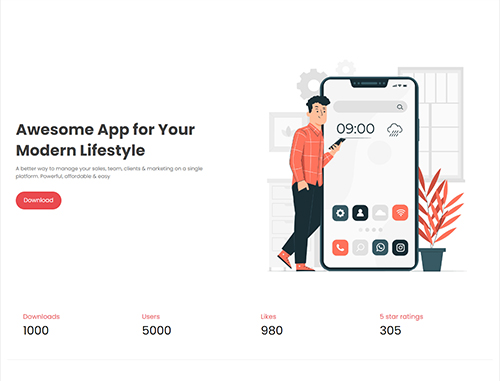 09:00
Awesome App for Your
Modern Lifestyle
A better way to manage your sales, team, clients & marketing on a single
platform. Powerful, affordable & easy.
Download
Downloads
Users
Likes
5 star ratings
1000
5000
980
305